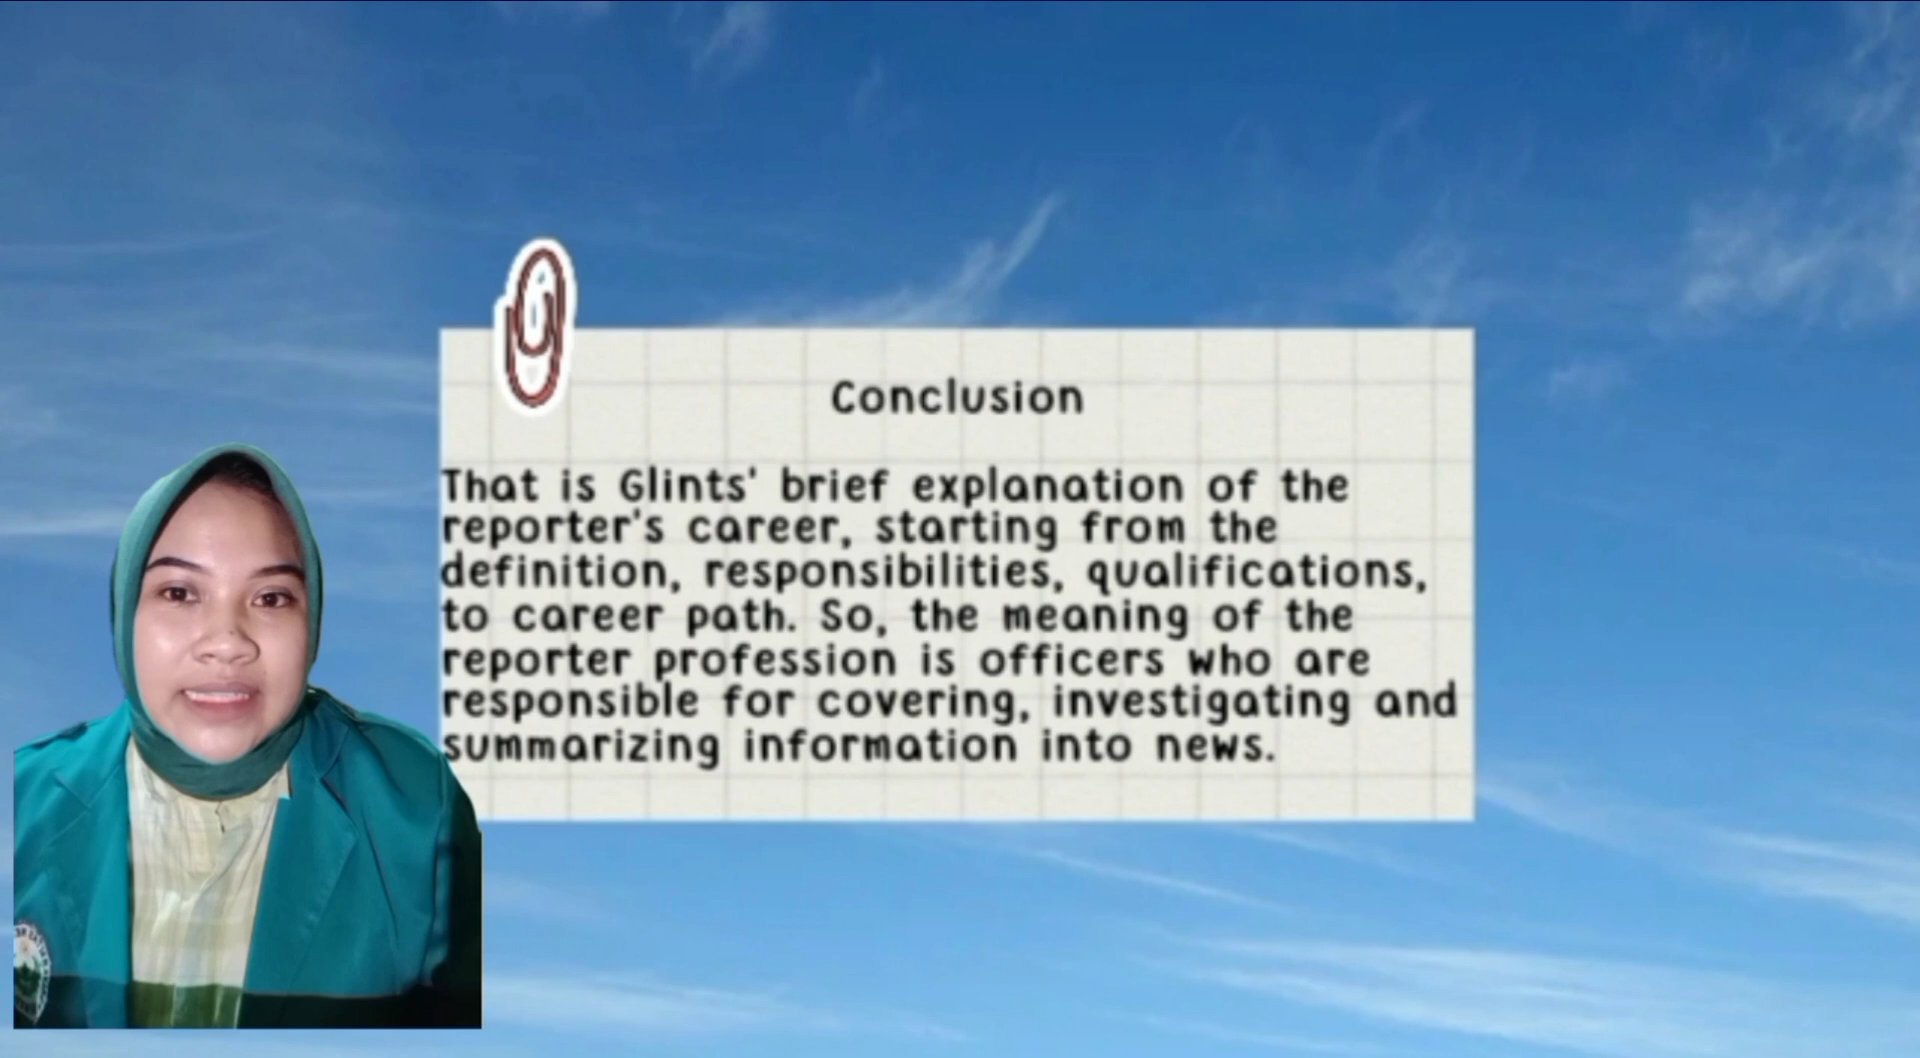 Conclusion
That is Glints' brief explanation of the
reporter's career, starting from the
definition, responsibilities, qualifications,
to career path. So, the meaning of the
reporter profession is officers who are
responsible for covering, investigating and
summarizing information into news.